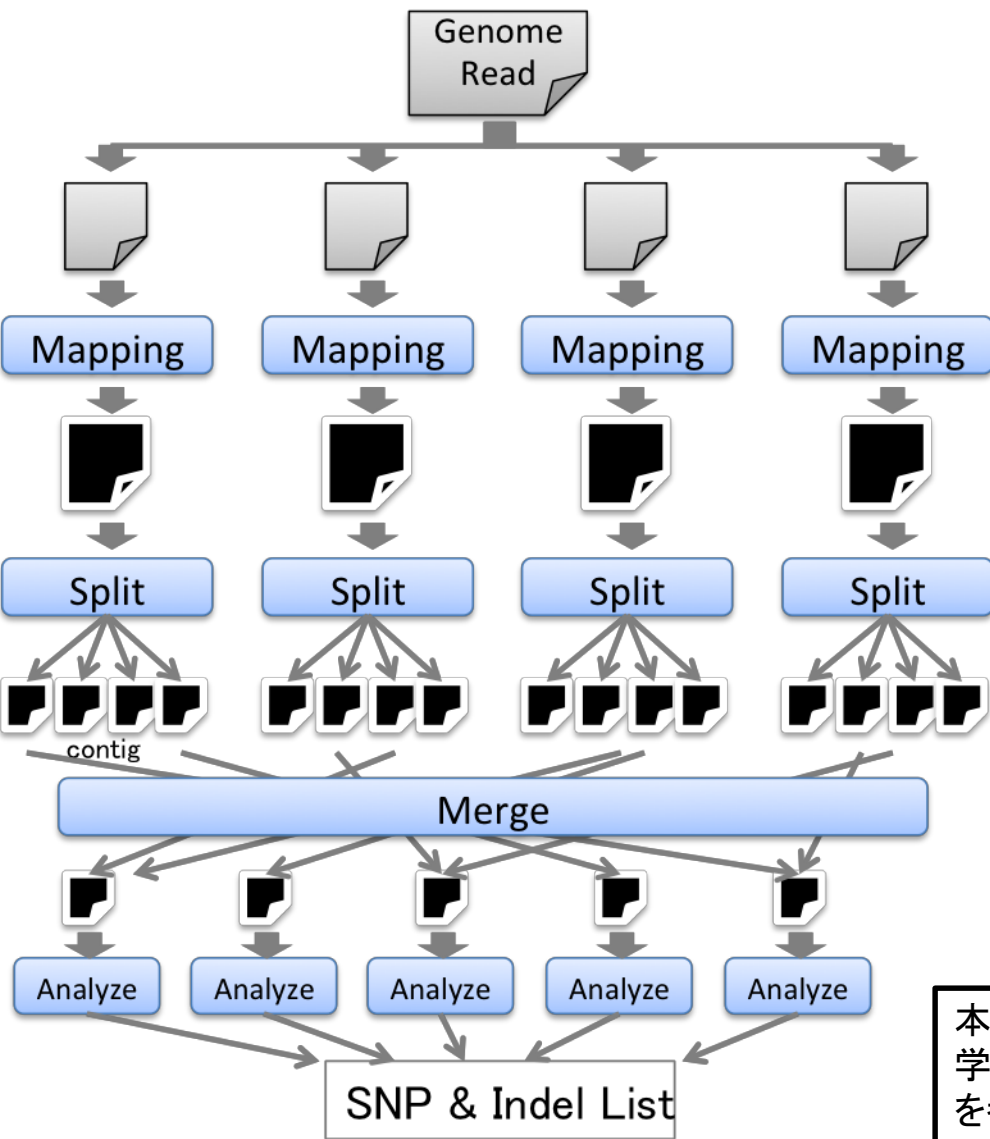 Genome
Read
Mapping
Mapping
Mapping
Mapping
Split
Split
Split
Split
contig
Merge
Analyze
Analyze
Analyze
Analyze
Analyze
SNP & Indel List
本
学
を